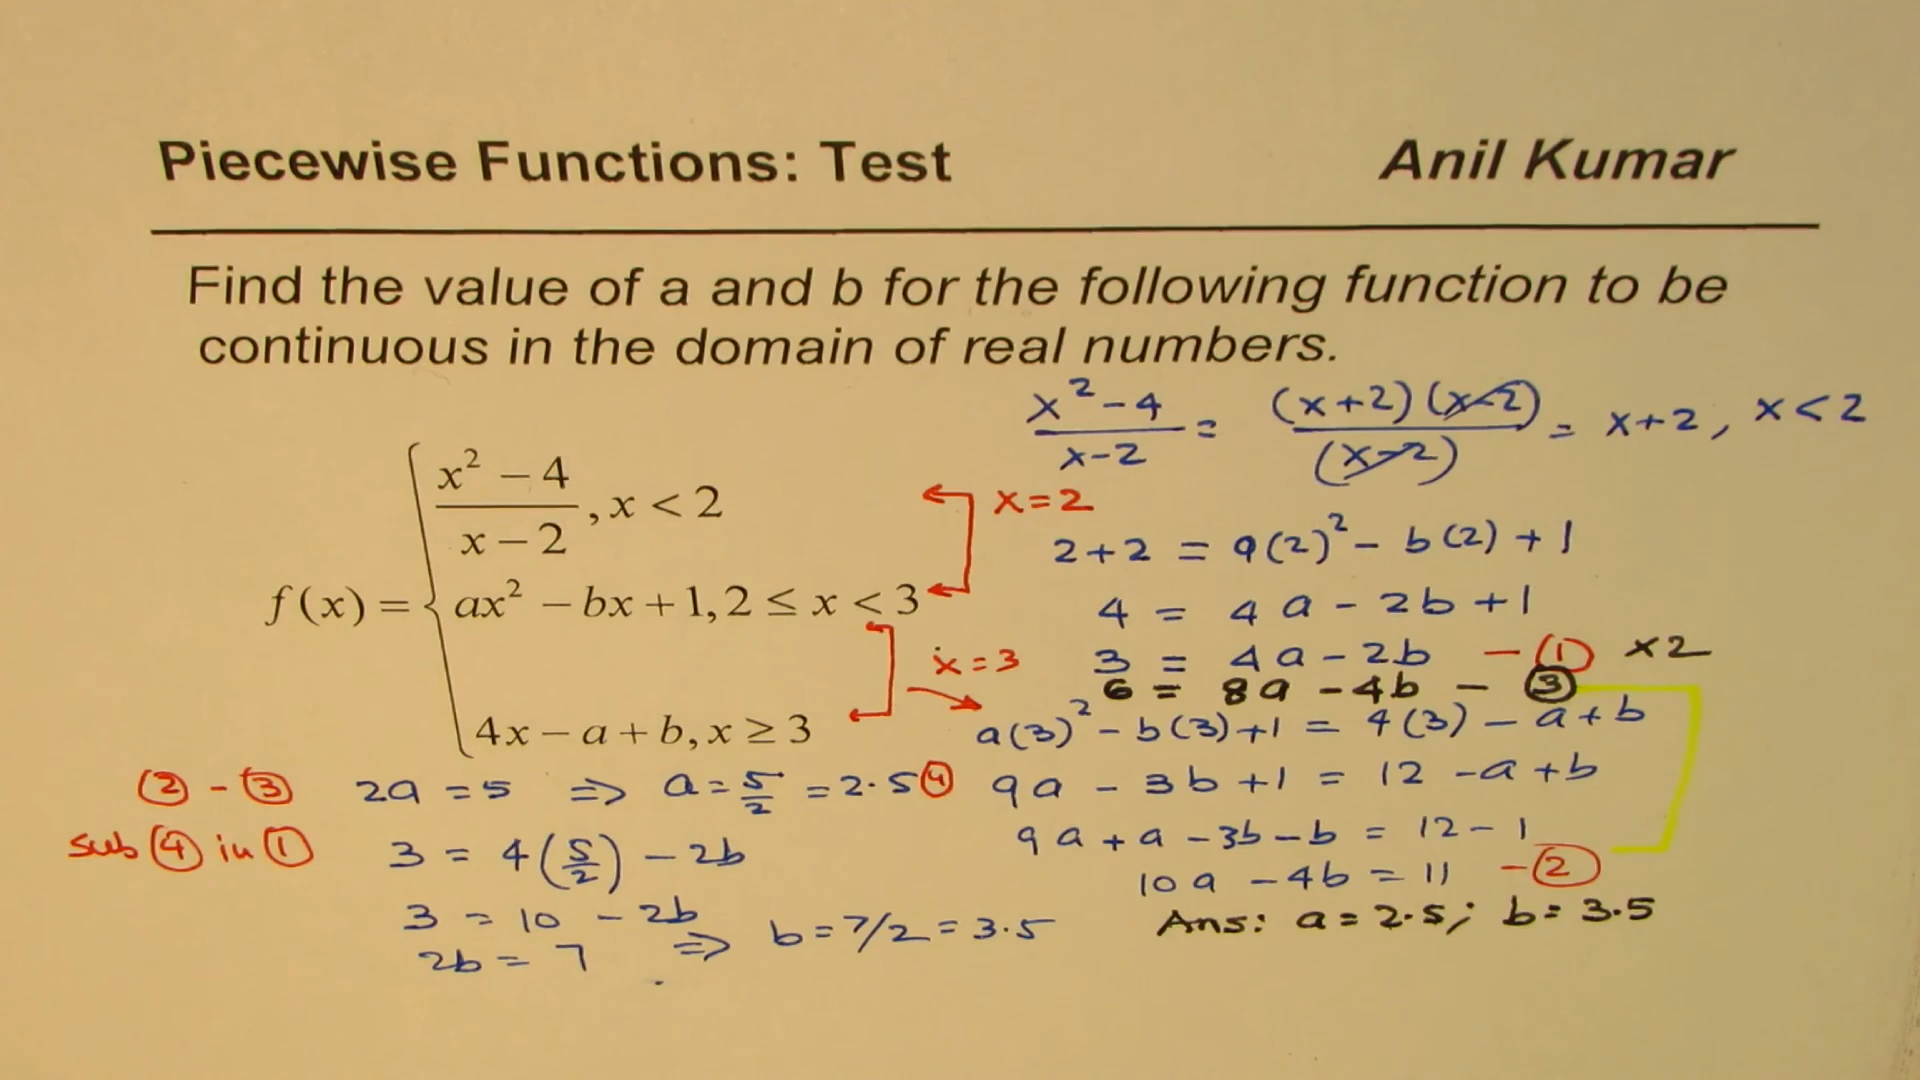 Piecewise Functions: Test
Anil Kumar
Find the value of a and b for the following function to be
continuous in the domain of real numbers.
x² - 4 / x - 2 = (x+2)(x-2) / (x-2) = x+2, x<2
f(x) = { x² - 4 / x - 2, x < 2
ax² - bx + 1, 2 ≤ x < 3
4x - a + b, x ≥ 3
x=2
2+2 = a(2)² - b(2) + 1
4 = 4a - 2b + 1
3 = 4a - 2b - ① ×2
6 = 8a - 4b - ③
x=3
a(3)² - b(3)+1 = 4(3) - a+b
9a - 3b +1 = 12 -a+b
9a + a - 3b - b = 12 - 1
10a - 4b = 11 - ②
② - ③ 2a = 5 ⇒ a = 5/2 = 2.5 ④
sub ④ in ① 3 = 4(5/2) - 2b
3 = 10 - 2b
2b = 7 ⇒ b = 7/2 = 3.5
Ans: a = 2.5; b = 3.5